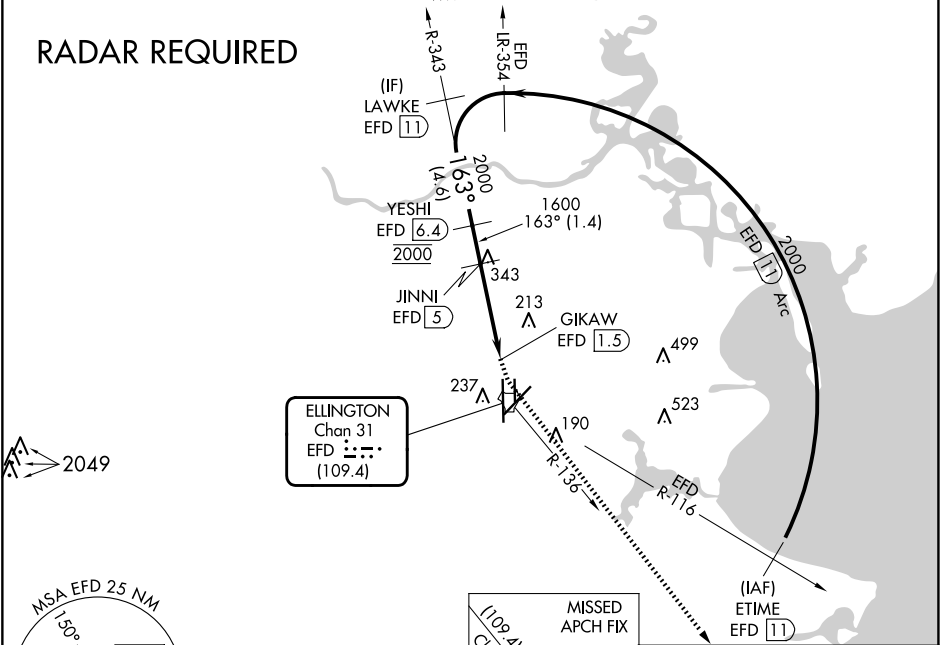 RADAR REQUIRED
R-343
EFD
LR-354
(IF)
LAWKE
EFD 11
2000
163°
(4.6)
YESHI
EFD 6.4
2000
1600
163° (1.4)
343
JINNI
EFD 5
213
GIKAW
EFD 1.5
499
523
EFD 11 Arc
2000
237
190
ELLINGTON
Chan 31
EFD
(109.4)
2049
R-136
EFD
R-116
(IAF)
ETIME
EFD 11
MSA EFD 25 NM
150°
(109.4)
MISSED
APCH FIX